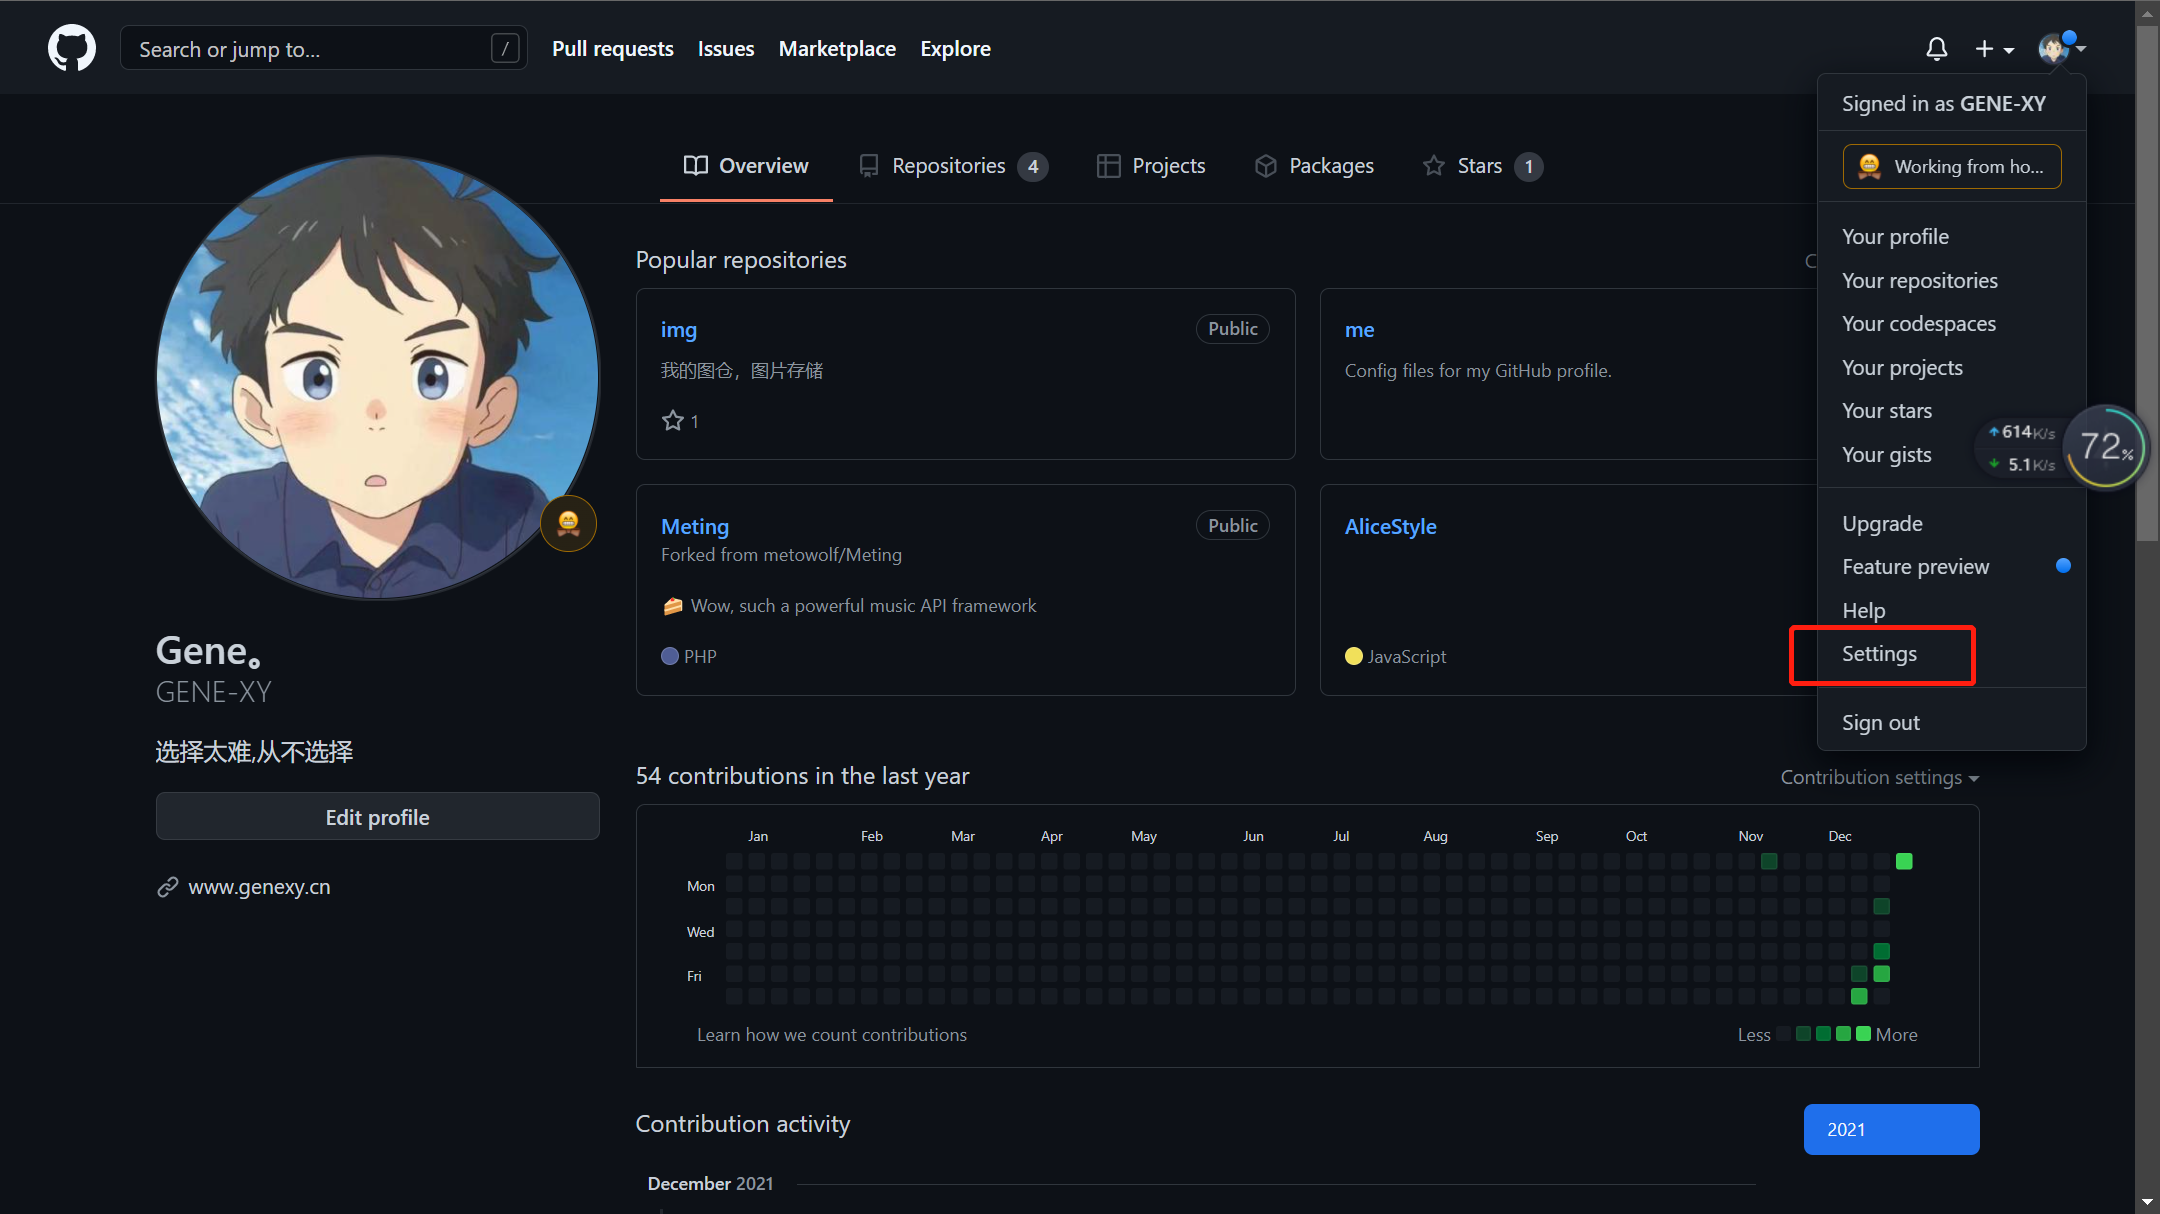 Search or jump to...
/
Pull requests
Issues
Marketplace
Explore
Signed in as GENE-XY
Working from ho...
Your profile
Your repositories
Your codespaces
Your projects
Your stars
Your gists
Upgrade
Feature preview
Help
Settings
Sign out
614K/s
5.1K/s
72%
Overview
Repositories 4
Projects
Packages
Stars 1
Gene。
GENE-XY
选择太难,从不选择
Edit profile
www.genexy.cn
Popular repositories
C
img
Public
我的图仓，图片存储
1
me
Config files for my GitHub profile.
Meting
Public
Forked from metowolf/Meting
Wow, such a powerful music API framework
PHP
AliceStyle
JavaScript
54 contributions in the last year
Contribution settings
Jan Feb Mar Apr May Jun Jul Aug Sep Oct Nov Dec
Mon
Wed
Fri
Learn how we count contributions
Less More
Contribution activity
2021
December 2021